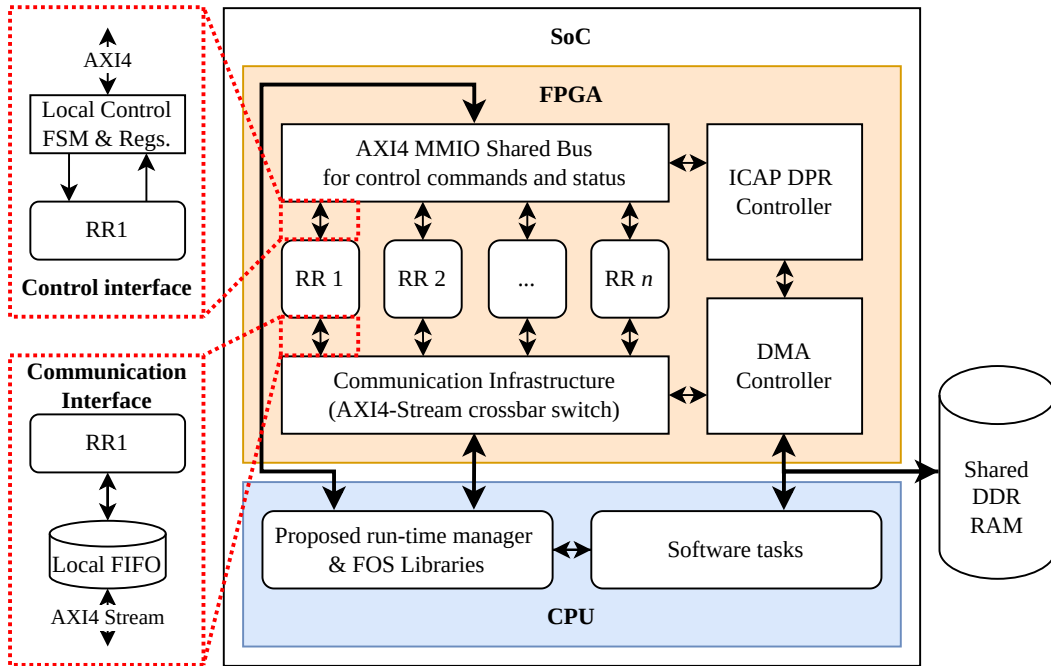 AXI4
Local Control
FSM & Regs.
RR1
Control interface
Communication
Interface
RR1
Local FIFO
AXI4 Stream
SoC
FPGA
AXI4 MMIO Shared Bus
for control commands and status
ICAP DPR
Controller
RR 1
RR 2
...
RR n
Communication Infrastructure
(AXI4-Stream crossbar switch)
DMA
Controller
Proposed run-time manager
& FOS Libraries
Software tasks
CPU
Shared
DDR
RAM